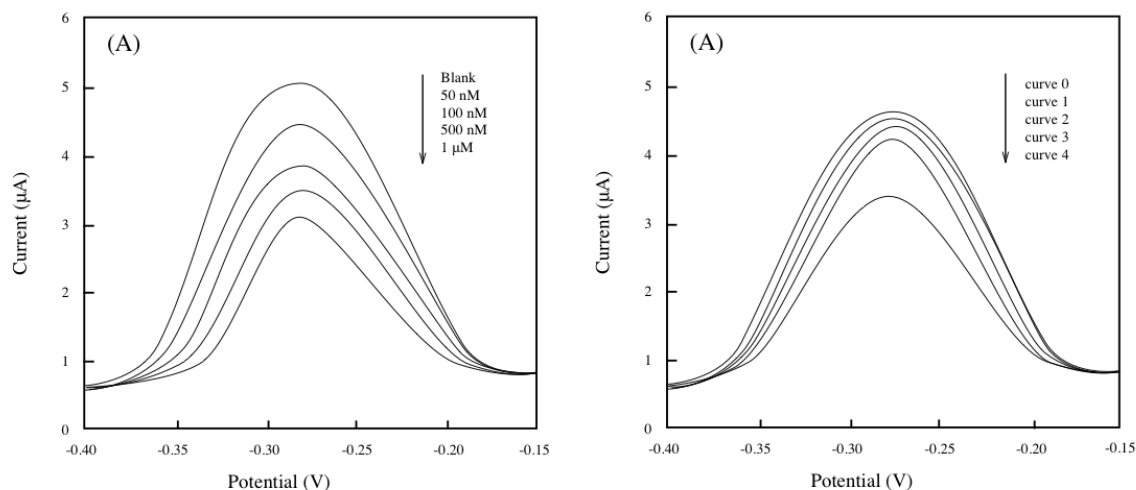 (A)
6
5
4
3
2
1
0
Current (μA)
Blank
50 nM
100 nM
500 nM
1 μM
-0.40
-0.35
-0.30
-0.25
-0.20
-0.15
Potential (V)
(A)
6
5
4
3
2
1
0
Current (μA)
curve 0
curve 1
curve 2
curve 3
curve 4
-0.40
-0.35
-0.30
-0.25
-0.20
-0.15
Potential (V)